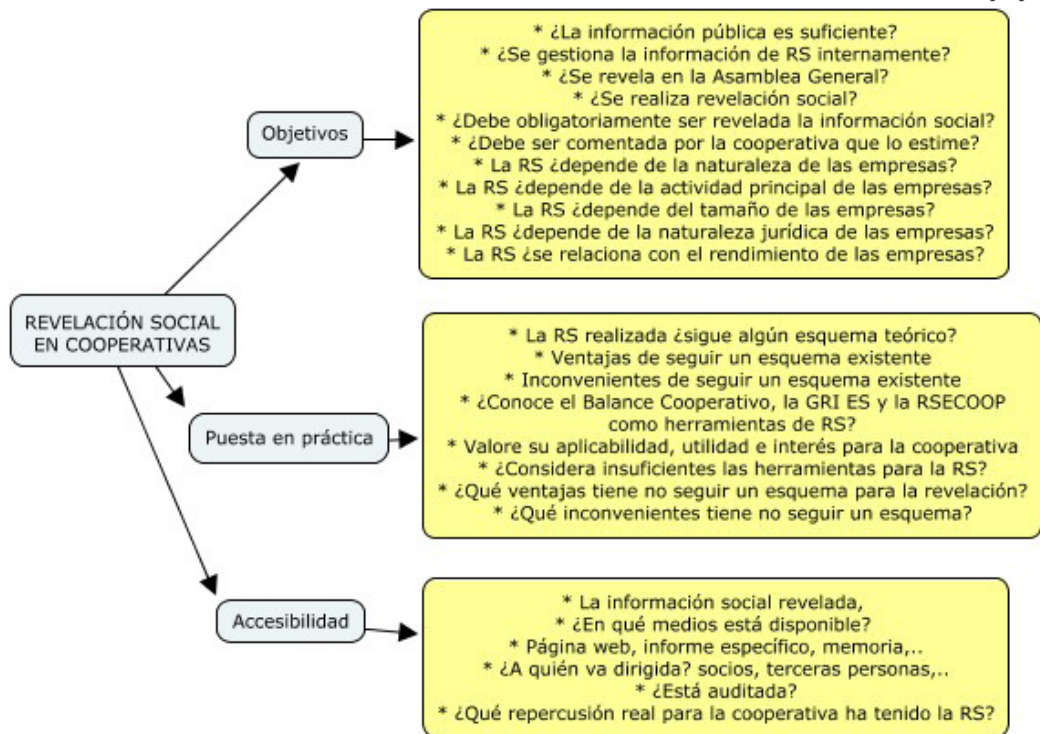 * ¿La información pública es suficiente?
* ¿Se gestiona la información de RS internamente?
* ¿Se revela en la Asamblea General?
* ¿Se realiza revelación social?
* ¿Debe obligatoriamente ser revelada la información social?
* ¿Debe ser comentada por la cooperativa que lo estime?
* La RS ¿depende de la naturaleza de las empresas?
* La RS ¿depende de la actividad principal de las empresas?
* La RS ¿depende del tamaño de las empresas?
* La RS ¿depende de la naturaleza jurídica de las empresas?
* La RS ¿se relaciona con el rendimiento de las empresas?
Objetivos
REVELACIÓN SOCIAL
EN COOPERATIVAS
* La RS realizada ¿sigue algún esquema teórico?
* Ventajas de seguir un esquema existente
* Inconvenientes de seguir un esquema existente
* ¿Conoce el Balance Cooperativo, la GRI ES y la RSECOOP
como herramientas de RS?
* Valore su aplicabilidad, utilidad e interés para la cooperativa
* ¿Considera insuficientes las herramientas para la RS?
* ¿Qué ventajas tiene no seguir un esquema para la revelación?
* ¿Qué inconvenientes tiene no seguir un esquema?
Puesta en práctica
Accesibilidad
* La información social revelada,
* ¿En qué medios está disponible?
* Página web, informe específico, memoria,..
* ¿A quién va dirigida? socios, terceras personas,..
* ¿Está auditada?
* ¿Qué repercusión real para la cooperativa ha tenido la RS?